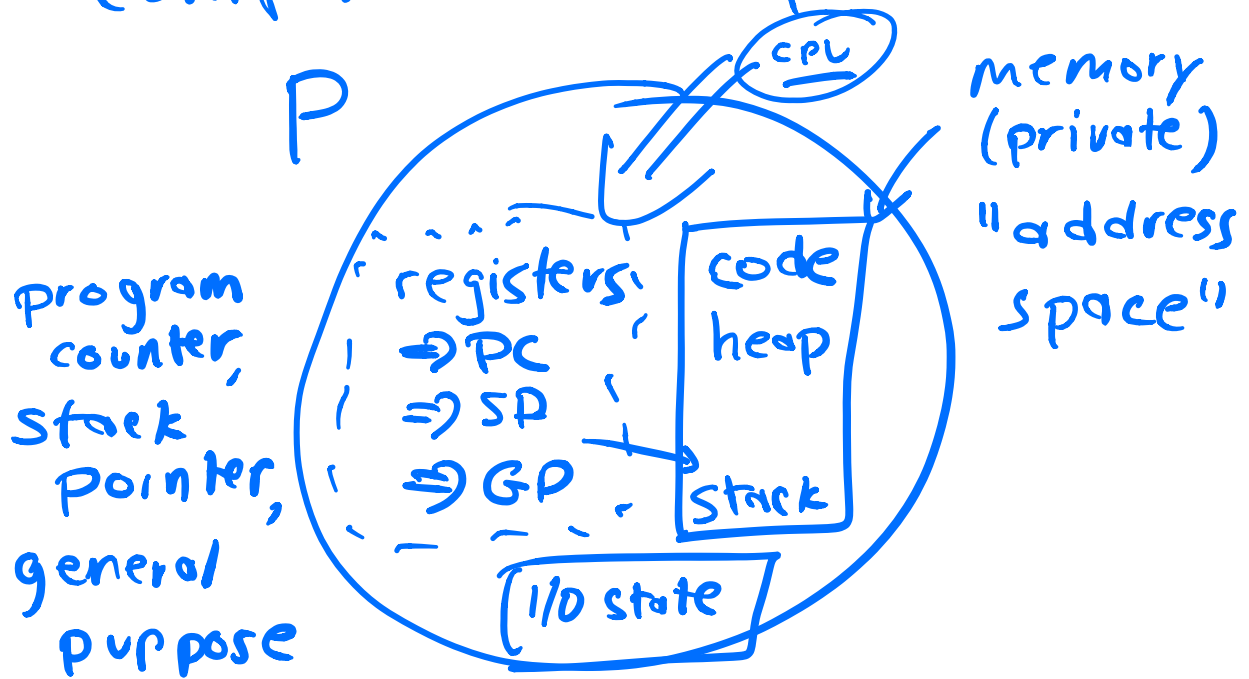 CPU
P
memory
(private)
"address
space"
registers
⇒ PC
⇒ SP
⇒ GP
code
heap
stack
program
counter,
stack
pointer,
general
purpose
I/O state